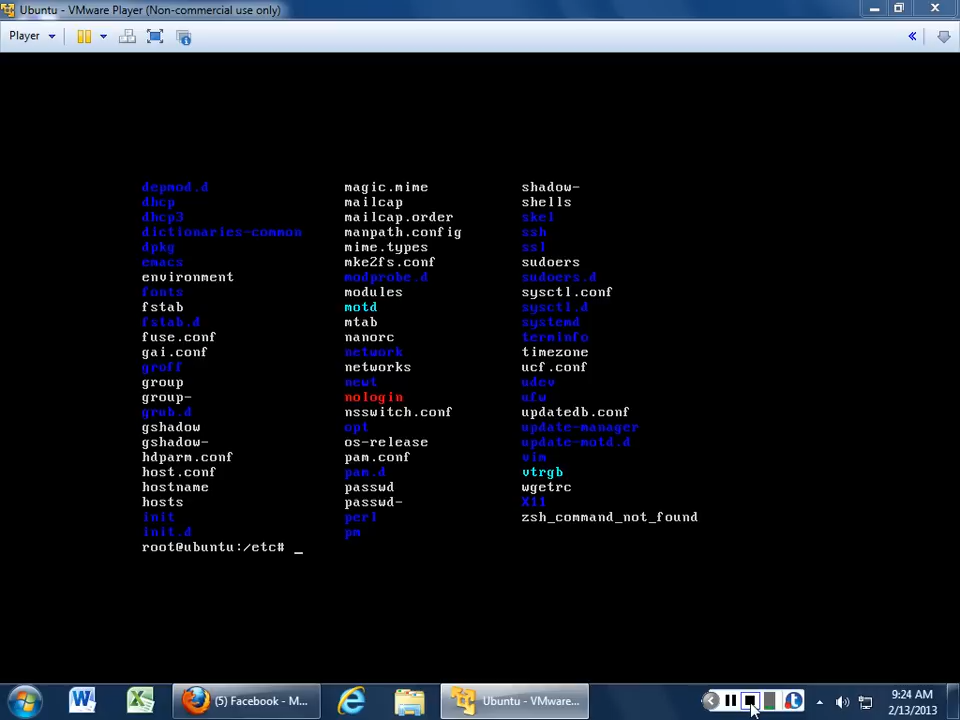 Ubuntu - VMware Player (Non-commercial use only)
Player
depmod.d magic.mime shadow-
dhcp mailcap shells
dhcp3 mailcap.order skel
dictionaries-common manpath.config ssh
dpkg mime.types ssl
emacs mke2fs.conf sudoers
environment modprobe.d sudoers.d
fonts modules sysctl.conf
fstab motd sysctl.d
fstab.d mtab systemd
fuse.conf nanorc terminfo
gai.conf network timezone
groff networks ucf.conf
group newt udev
group- nologin ufw
grub.d nsswitch.conf updatedb.conf
gshadow opt update-manager
gshadow- os-release update-motd.d
hdparm.conf pam.conf vim
host.conf pam.d vtrgb
hostname passwd wgetrc
hosts passwd- X11
init perl zsh_command_not_found
init.d pm
root@ubuntu:/etc# _
(5) Facebook - M...
Ubuntu - VMware...
9:24 AM
2/13/2013